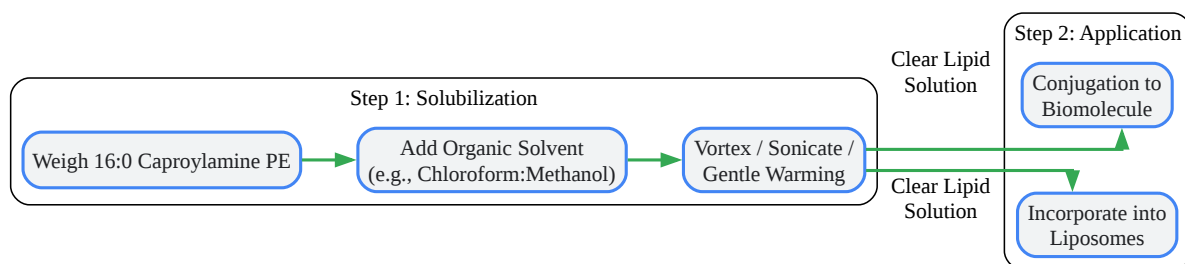 Step 1: Solubilization
Weigh 16:0 Caproylamine PE
Add Organic Solvent
(e.g., Chloroform:Methanol)
Vortex / Sonicate /
Gentle Warming
Clear Lipid
Solution
Clear Lipid
Solution
Step 2: Application
Conjugation to
Biomolecule
Incorporate into
Liposomes